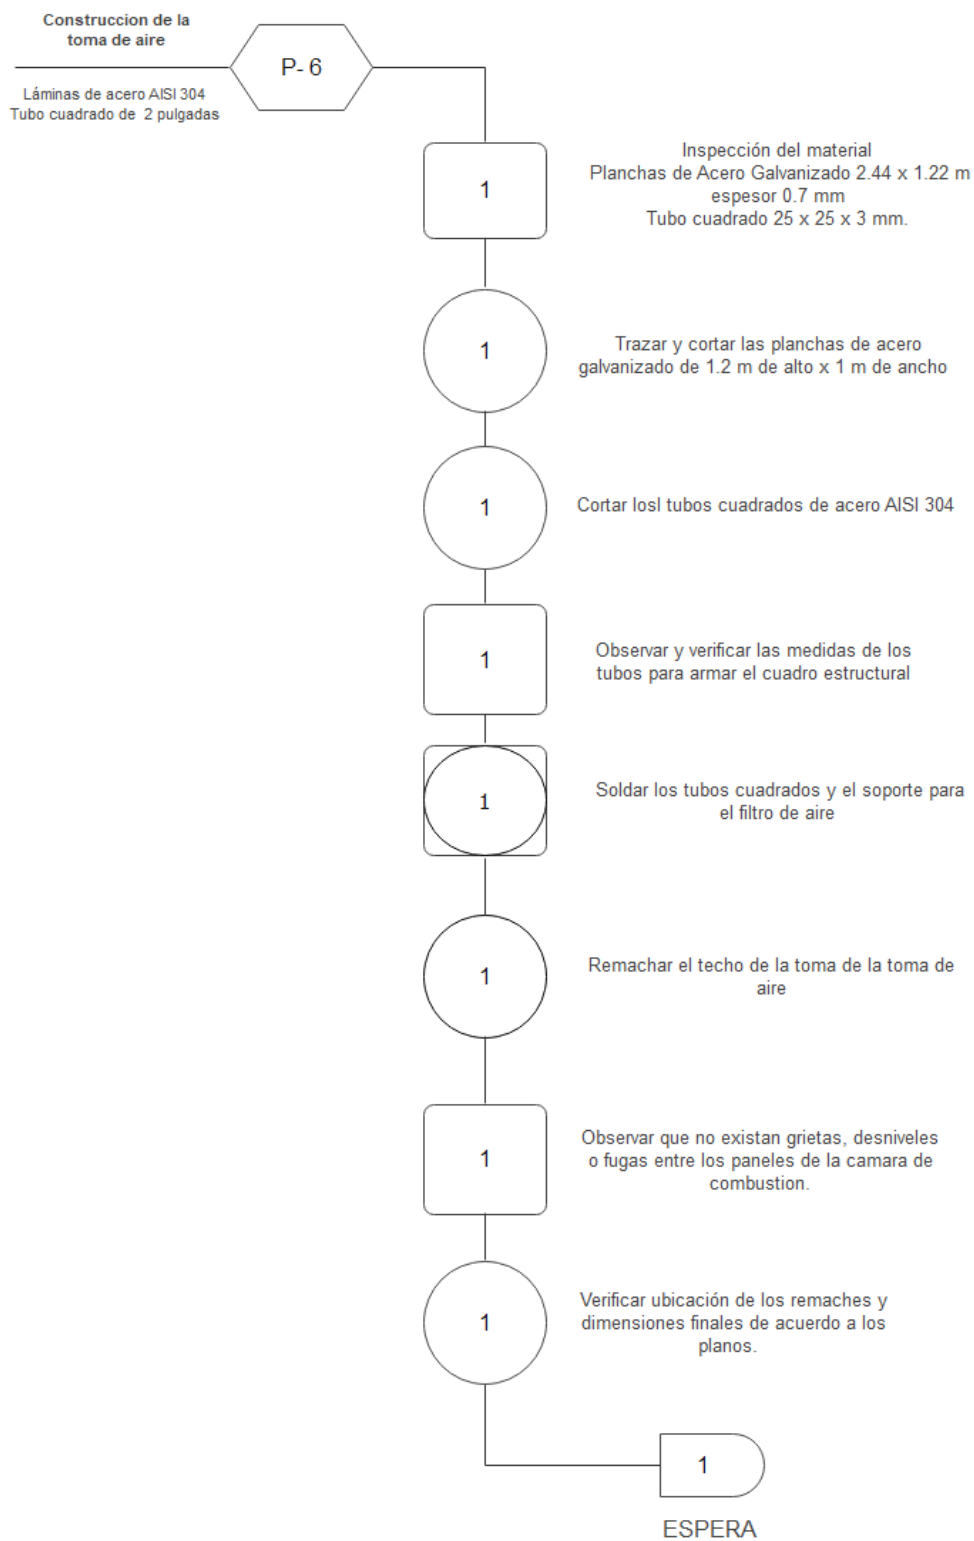 Construccion de la
toma de aire
P- 6
Láminas de acero AISI 304
Tubo cuadrado de 2 pulgadas
1
Inspección del material
Planchas de Acero Galvanizado 2.44 x 1.22 m
espesor 0.7 mm
Tubo cuadrado 25 x 25 x 3 mm.
1
Trazar y cortar las planchas de acero
galvanizado de 1.2 m de alto x 1 m de ancho
1
Cortar losl tubos cuadrados de acero AISI 304
1
Observar y verificar las medidas de los
tubos para armar el cuadro estructural
1
Soldar los tubos cuadrados y el soporte para
el filtro de aire
1
Remachar el techo de la toma de la toma de
aire
1
Observar que no existan grietas, desniveles
o fugas entre los paneles de la camara de
combustion.
1
Verificar ubicación de los remaches y
dimensiones finales de acuerdo a los
planos.
1
ESPERA